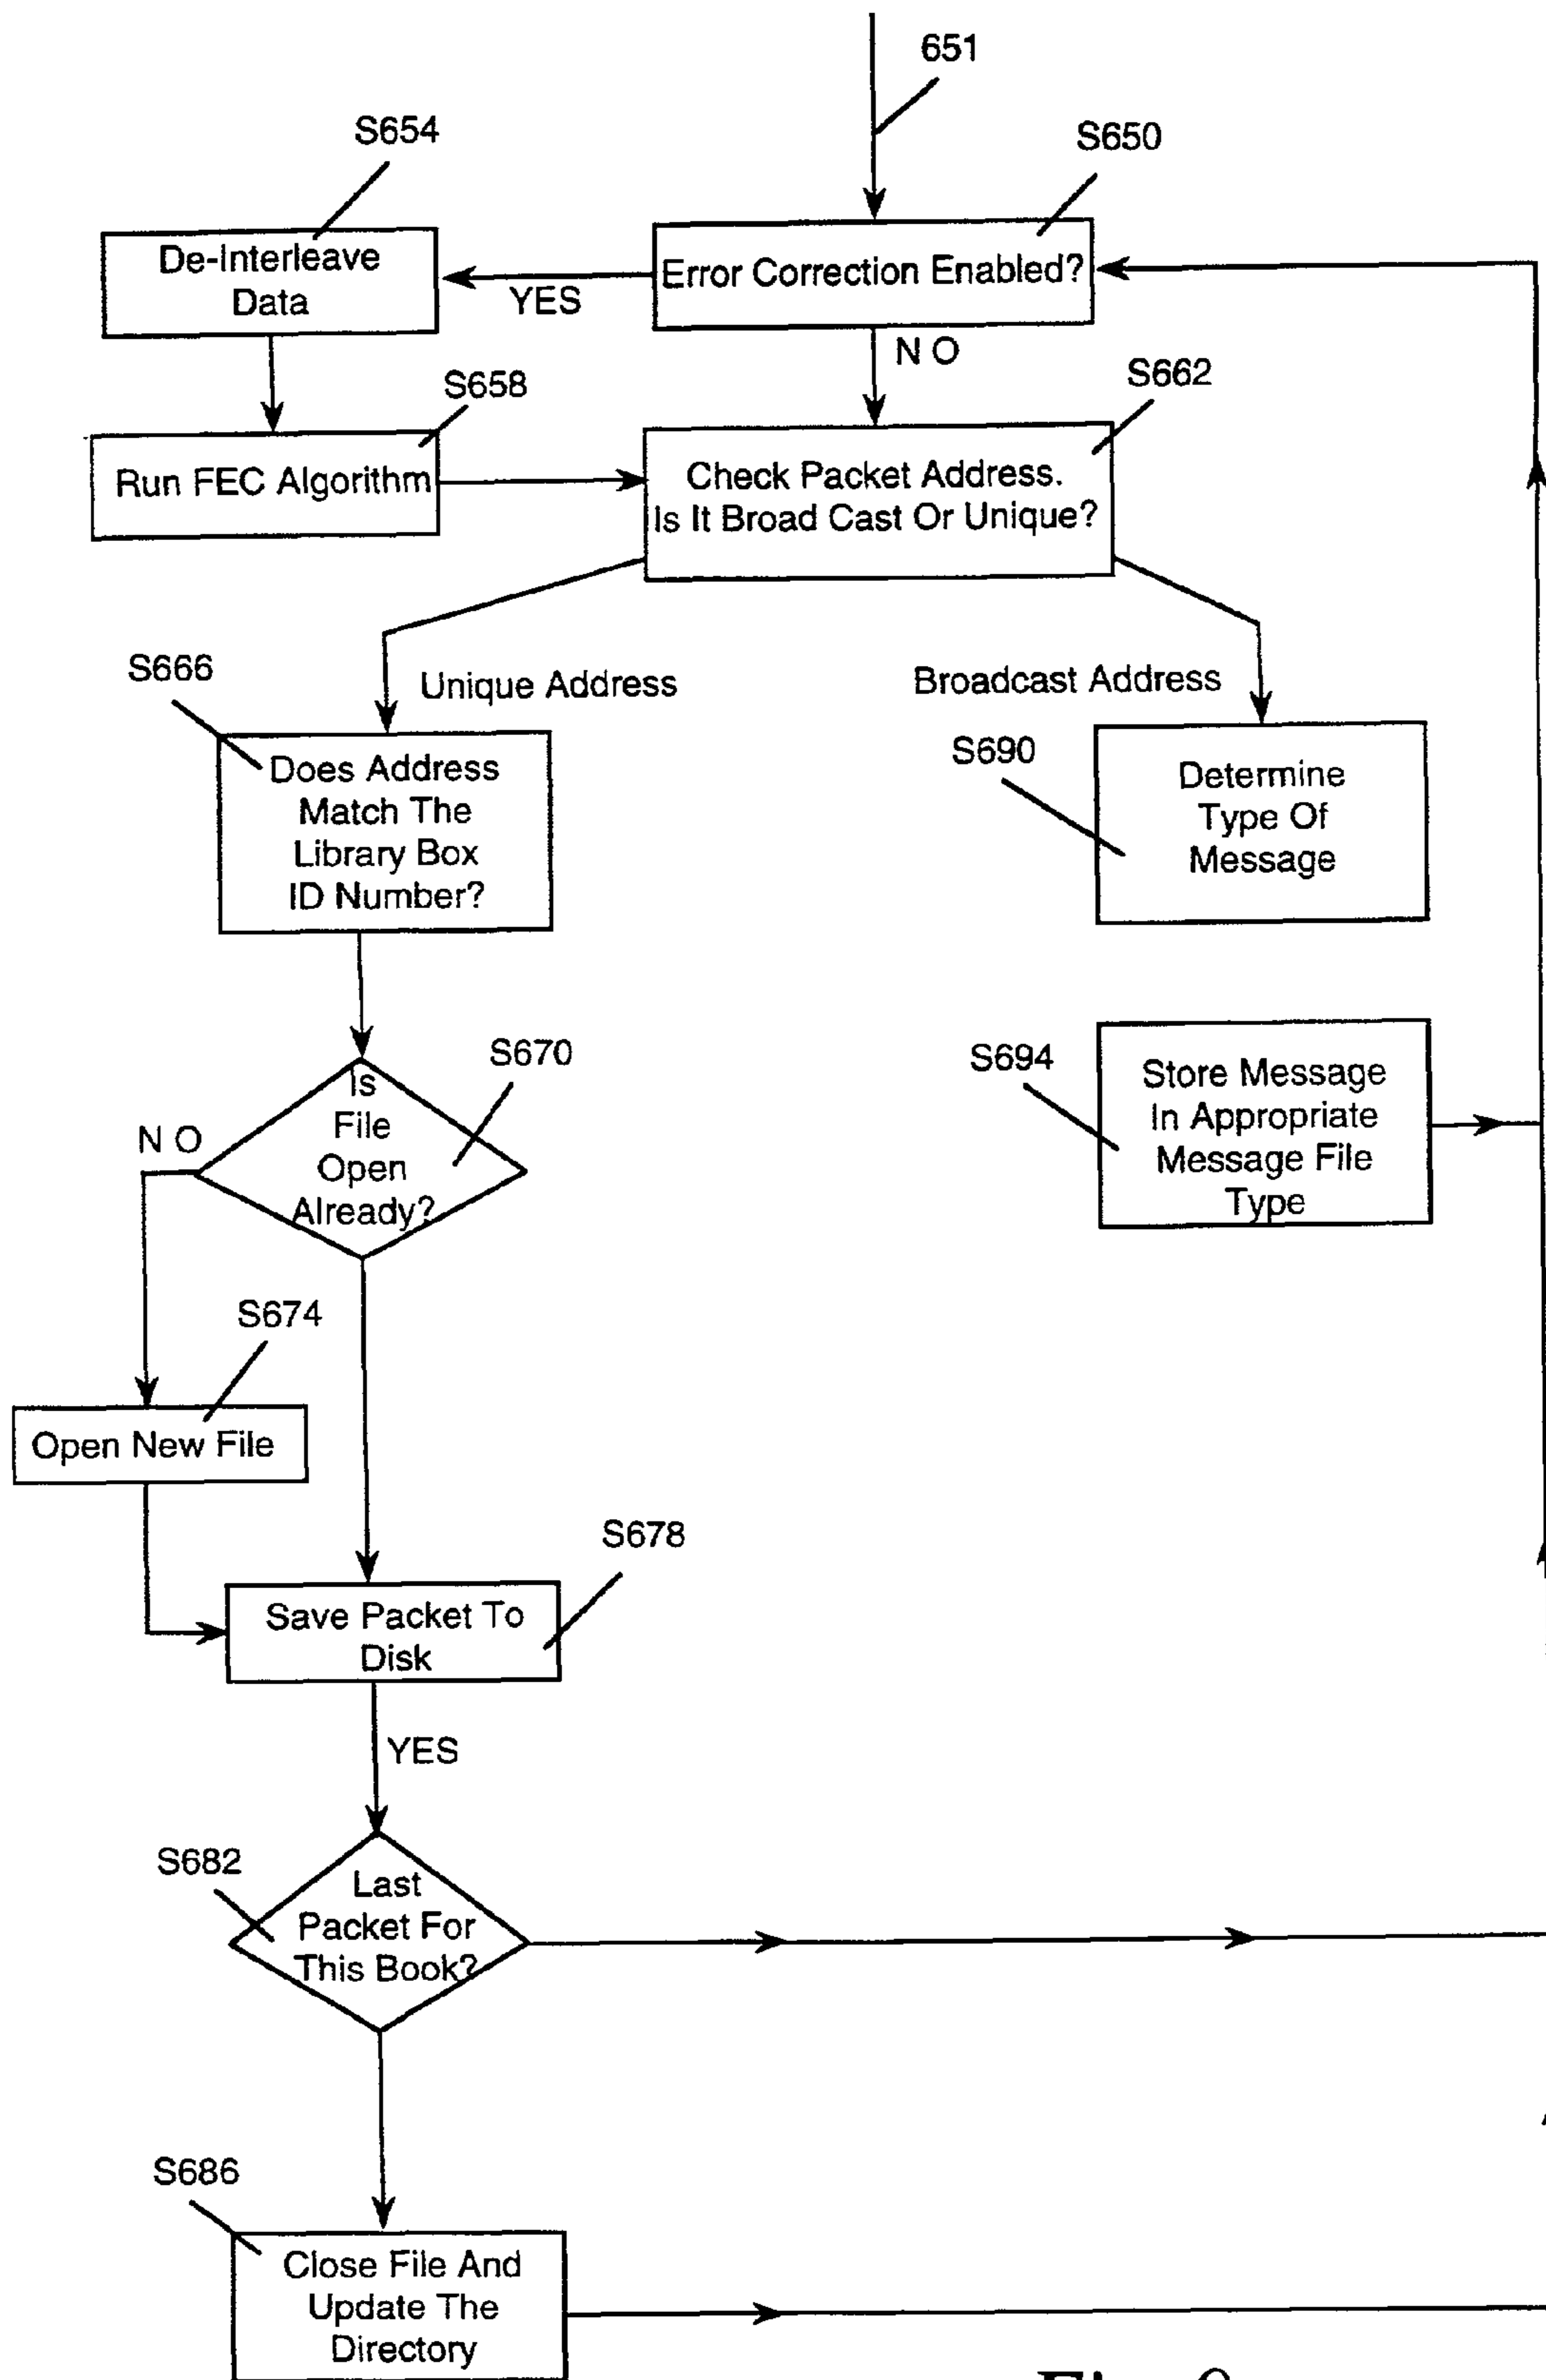 651
S654
S650
De-Interleave
Data
YES
Error Correction Enabled?
N O
S658
S662
Run FEC Algorithm
Check Packet Address.
Is It Broad Cast Or Unique?
S666
Unique Address
Broadcast Address
Does Address
Match The
Library Box
ID Number?
S690
Determine
Type Of
Message
S670
Is
File
Open
Already?
N O
S694
Store Message
In Appropriate
Message File
Type
S674
Open New File
S678
Save Packet To
Disk
YES
S682
Last
Packet For
This Book?
S686
Close File And
Update The
Directory